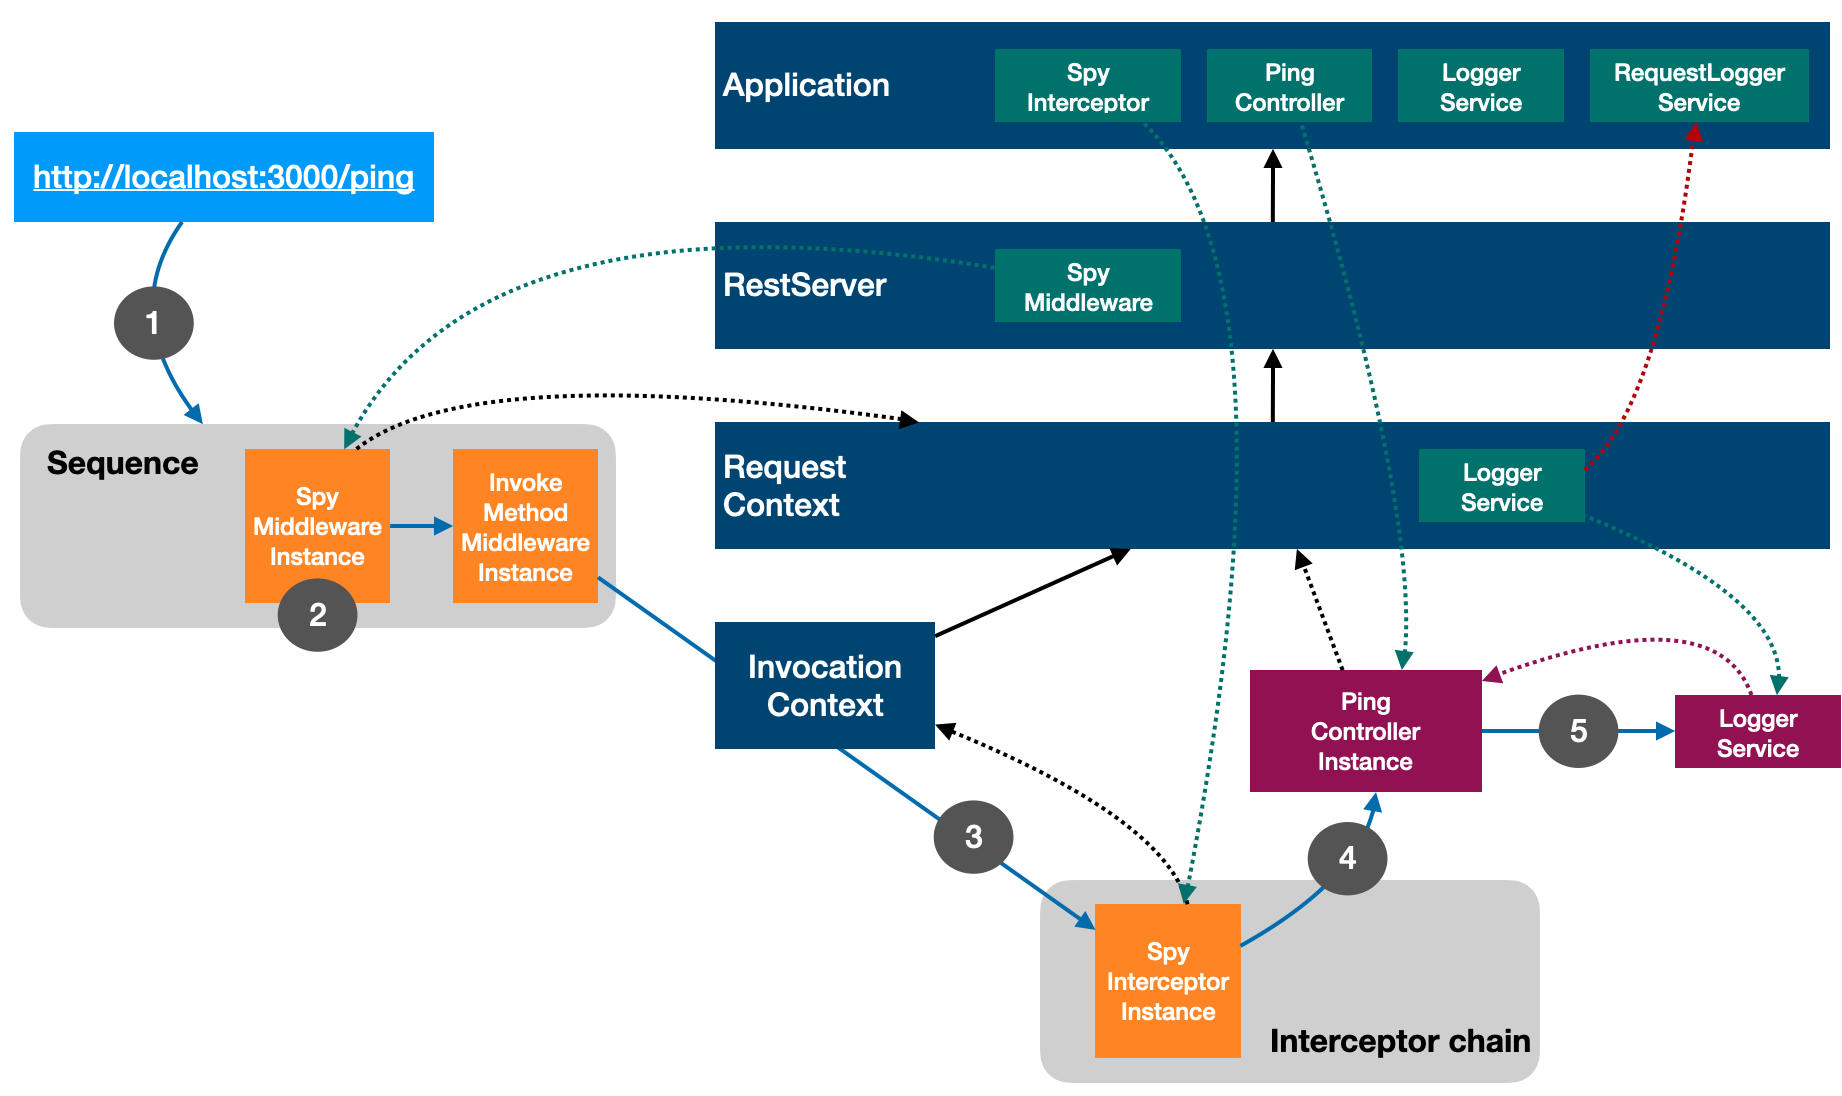 Application
Spy
Interceptor
Ping
Controller
Logger
Service
RequestLogger
Service
http://localhost:3000/ping
RestServer
Spy
Middleware
1
Sequence
Spy
Middleware
Instance
2
Invoke
Method
Middleware
Instance
Request
Context
Logger
Service
Invocation
Context
Ping
Controller
Instance
5
Logger
Service
3
4
Spy
Interceptor
Instance
Interceptor chain